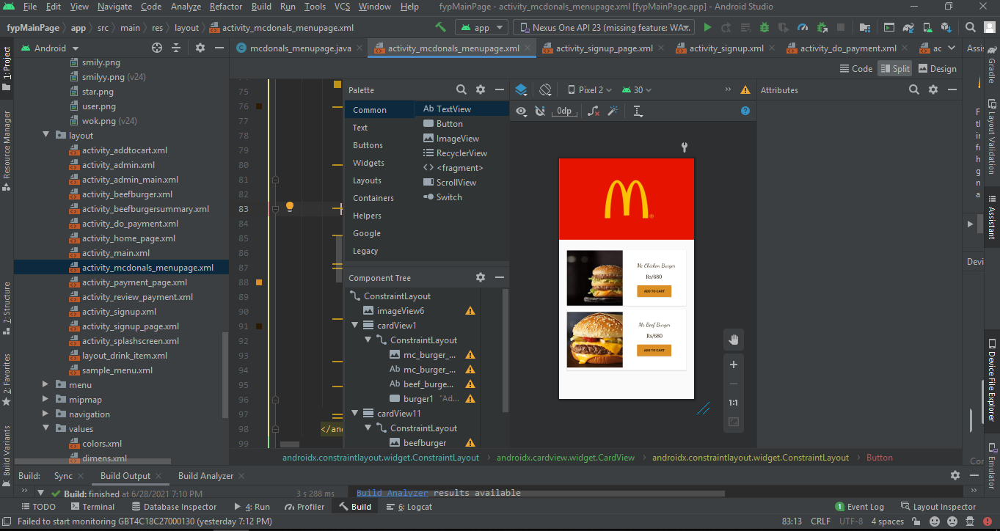 File Edit View Navigate Code Analyze Refactor Build Run Tools VCS Window Help fypMainPage - activity_mcdonals_menupage.xml [fypMainPage.app] - Android Studio
fypMainPage app src main res layout activity_mcdonals_menupage.xml app Nexus One API 23 (missing feature: WA...
Android
mcdonals_menupage.java activity_mcdonals_menupage.xml activity_signup_page.xml activity_signup.xml activity_do_payment.xml ac
Assis
Code Split Design
1: Project
Resource Manager
7: Structure
2: Favorites
Build Variants
smily.png
smilyy.png (v24)
star.png
user.png
wok.png (v24)
layout
activity_addtocart.xml
activity_admin.xml
activity_admin_main.xml
activity_beefburger.xml
activity_beefburgersummary.xml
activity_do_payment.xml
activity_home_page.xml
activity_main.xml
activity_mcdonals_menupage.xml
activity_payment_page.xml
activity_review_payment.xml
activity_signup.xml
activity_signup_page.xml
activity_splashscreen.xml
layout_drink_item.xml
sample_menu.xml
menu
mipmap
navigation
values
colors.xml
dimens.xml
75
76
77
78
79
80
81
82
83
84
85
86
87
88
89
90
91
92
93
94
95
96
97
98 </and
99
Palette
Common
Text
Buttons
Widgets
Layouts
Containers
Helpers
Google
Legacy
Ab TextView
Button
ImageView
RecyclerView
<fragment>
ScrollView
Switch
Component Tree
ConstraintLayout
imageView6
cardView1
ConstraintLayout
mc_burger_...
Ab mc_burger_...
Ab beef_burge...
burger1 "Ad...
cardView11
ConstraintLayout
beefburger
Pixel 2 30
0dp
Mc Chicken Burger
Rs/680
ADD TO CART
Mc Beef Burger
Rs/680
ADD TO CART
1:1
Attributes
Devi
Gradle
Layout Validation
Assistant
Device File Explorer
Emulator
androidx.constraintlayout.widget.ConstraintLayout androidx.cardview.widget.CardView androidx.constraintlayout.widget.ConstraintLayout Button
Build: Sync Build Output Build Analyzer
Build: finished at 6/28/2021 7:10 PM 3 s 288 ms
Build Analyzer results available
TODO Terminal Database Inspector 4: Run Profiler Build 6: Logcat 1 Event Log Layout Inspector
Failed to start monitoring GBT4C18C27000130 (yesterday 7:12 PM) 83:13 CRLF UTF-8 4 spaces